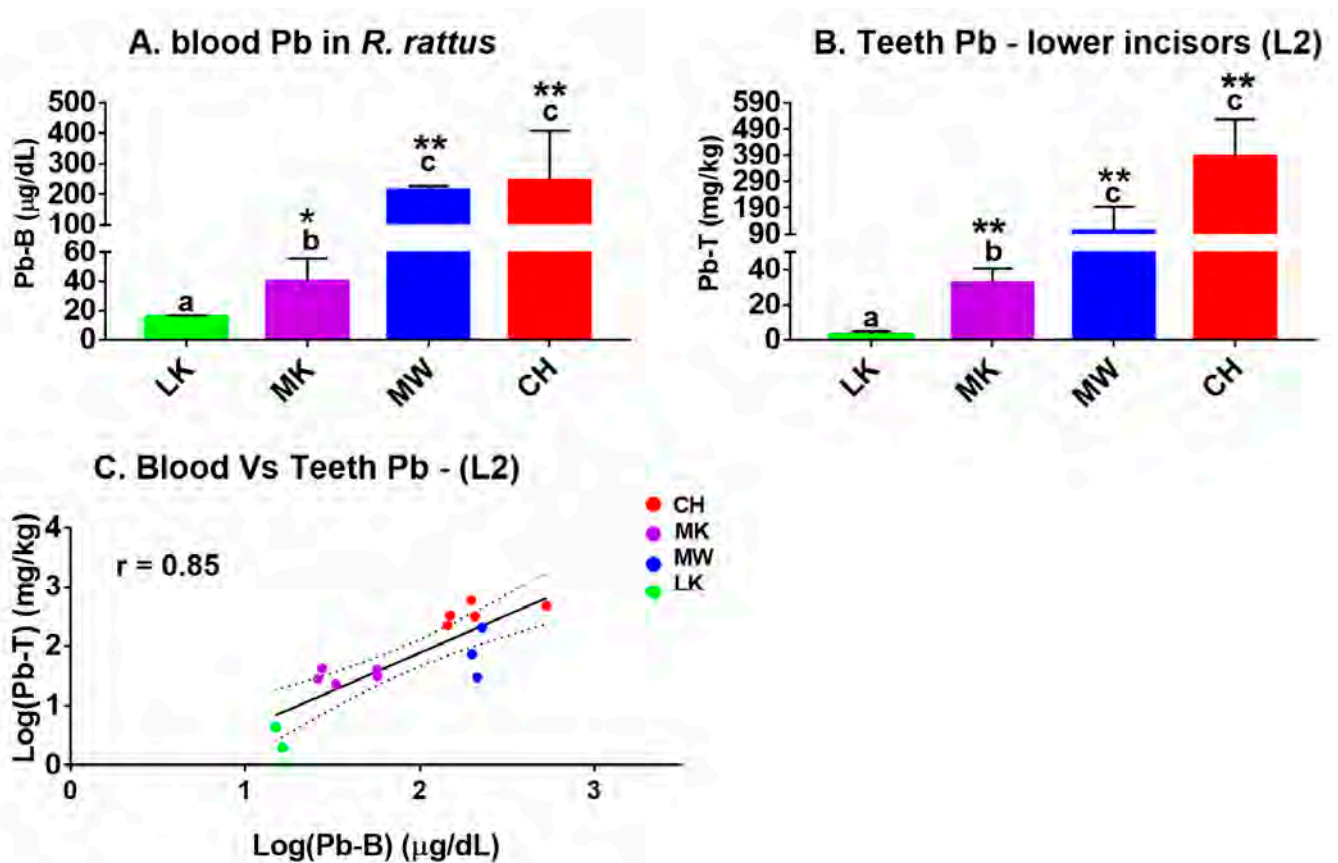 A. blood Pb in R. rattus
Pb-B (µg/dL)
500
400
300
200
100
60
40
20
0
a
*
b
**
c
**
c
LK
MK
MW
CH
B. Teeth Pb - lower incisors (L2)
Pb-T (mg/kg)
590
490
390
290
190
90
40
20
0
a
**
b
**
c
**
c
LK
MK
MW
CH
C. Blood Vs Teeth Pb - (L2)
Log(Pb-T) (mg/kg)
4
3
2
1
0
r = 0.85
0
1
2
3
Log(Pb-B) (µg/dL)
CH
MK
MW
LK